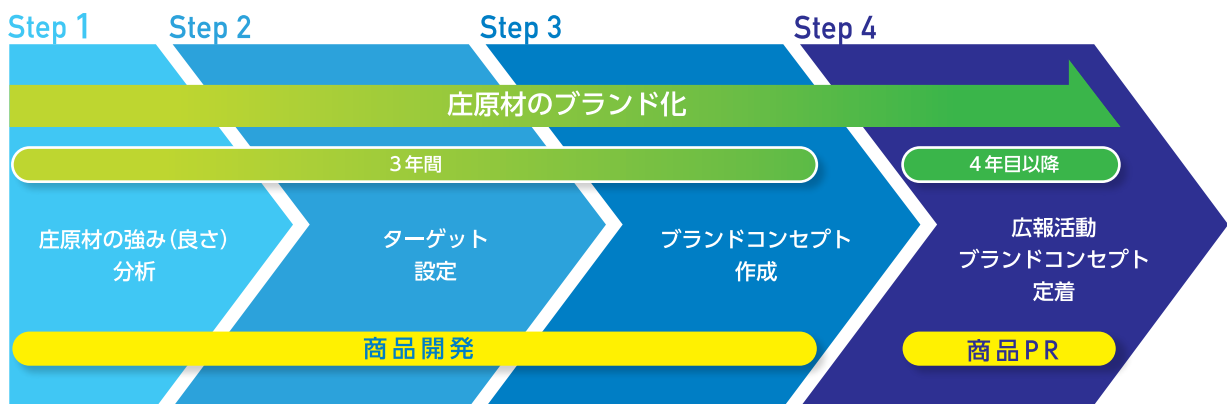 Step 1
Step 2
Step 3
Step 4
庄原材のブランド化
3年間
4年目以降
庄原材の強み(良さ)
分析
ターゲット
設定
ブランドコンセプト
作成
広報活動
ブランドコンセプト
定着
商品開発
商品PR